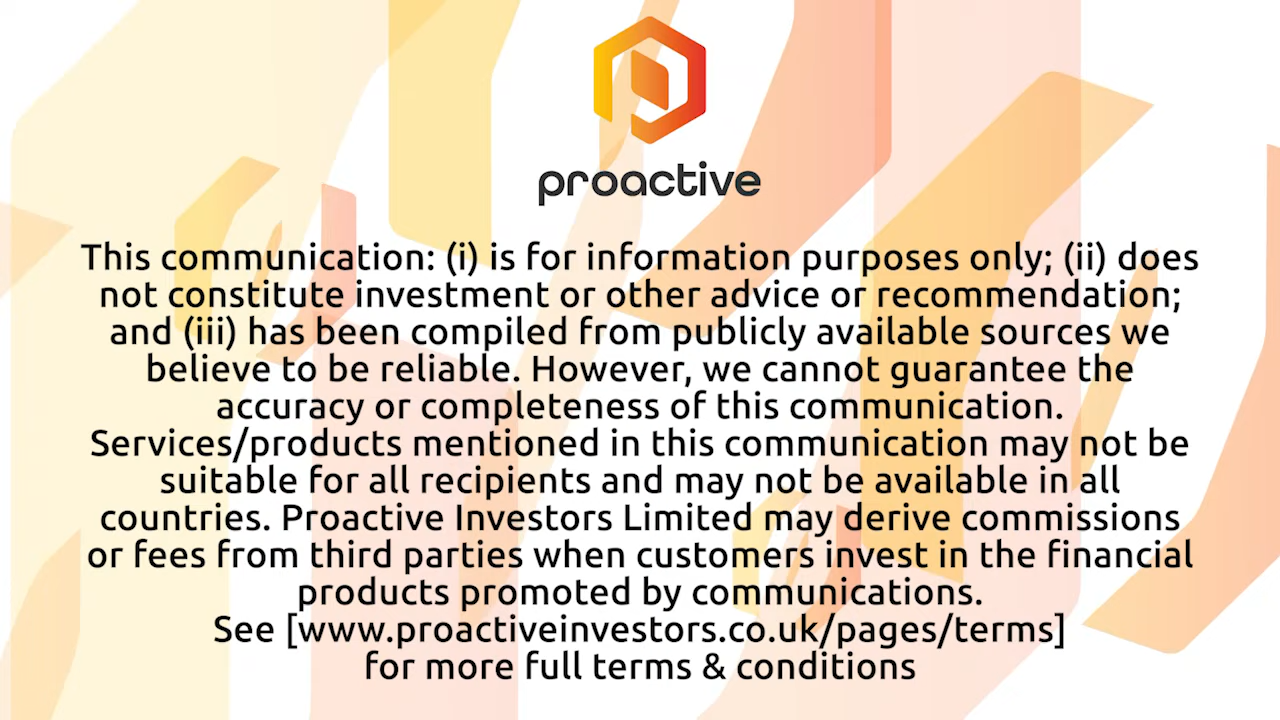 proactive
This communication: (i) is for information purposes only; (ii) does
not constitute investment or other advice or recommendation;
and (iii) has been compiled from publicly available sources we
believe to be reliable. However, we cannot guarantee the
accuracy or completeness of this communication.
Services/products mentioned in this communication may not be
suitable for all recipients and may not be available in all
countries. Proactive Investors Limited may derive commissions
or fees from third parties when customers invest in the financial
products promoted by communications.
See [www.proactiveinvestors.co.uk/pages/terms]
for more full terms & conditions